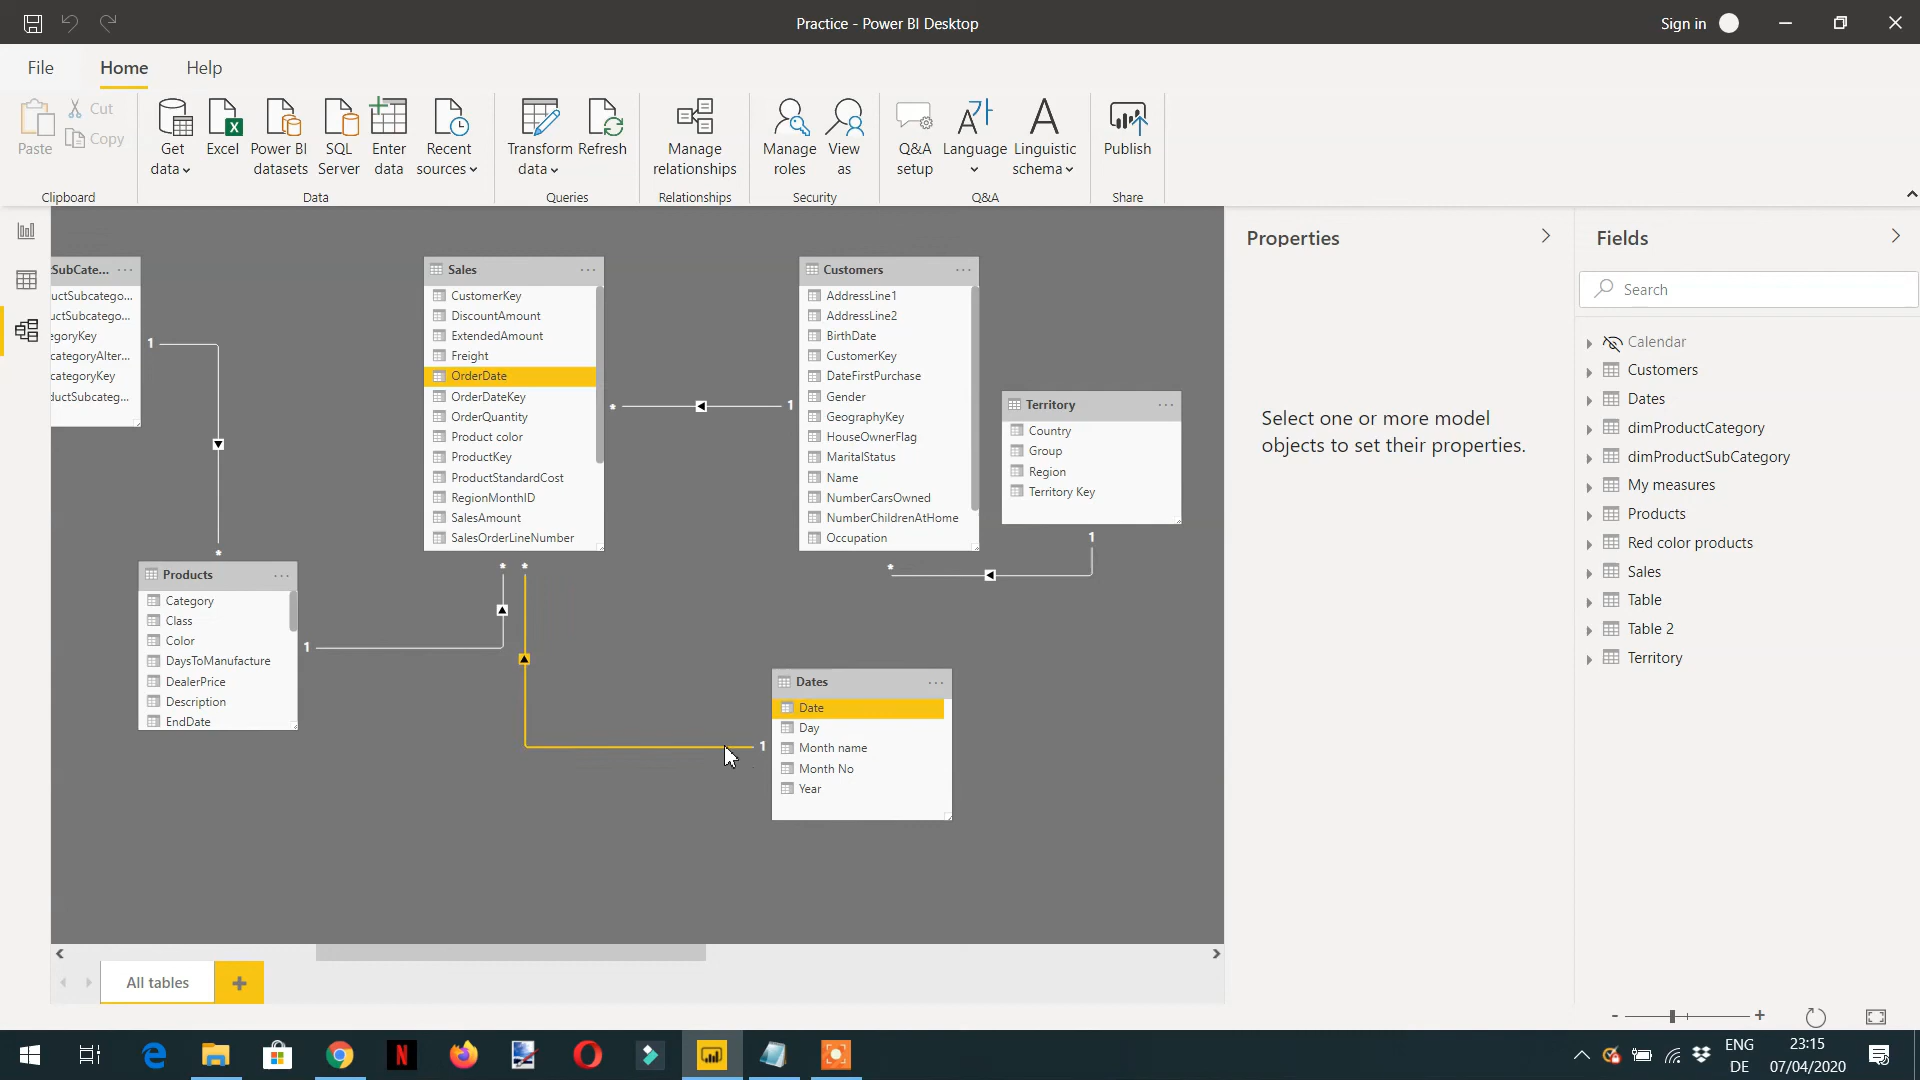 Practice - Power BI Desktop
Sign in
File
Home
Help
Paste
Cut
Copy
Clipboard
Get data
Excel
Power BI datasets
SQL Server
Enter data
Recent sources
Data
Transform data
Refresh
Queries
Manage relationships
Relationships
Manage roles
View as
Security
Q&A setup
Language
Linguistic schema
Q&A
Publish
Share
SubCate...
uctSubcatego...
uctSubcatego...
egoryKey
categoryAlter...
categoryKey
ductSubcateg...
1
*
Sales
CustomerKey
DiscountAmount
ExtendedAmount
Freight
OrderDate
OrderDateKey
OrderQuantity
Product color
ProductKey
ProductStandardCost
RegionMonthID
SalesAmount
SalesOrderLineNumber
*
1
Customers
AddressLine1
AddressLine2
BirthDate
CustomerKey
DateFirstPurchase
Gender
GeographyKey
HouseOwnerFlag
MaritalStatus
Name
NumberCarsOwned
NumberChildrenAtHome
Occupation
Territory
Country
Group
Region
Territory Key
1
*
* *
Products
Category
Class
Color
DaysToManufacture
DealerPrice
Description
EndDate
1
Dates
Date
Day
Month name
Month No
Year
1
All tables
+
Properties
Select one or more model
objects to set their properties.
Fields
Search
Calendar
Customers
Dates
dimProductCategory
dimProductSubCategory
My measures
Products
Red color products
Sales
Table
Table 2
Territory
- +
ENG
DE
23:15
07/04/2020